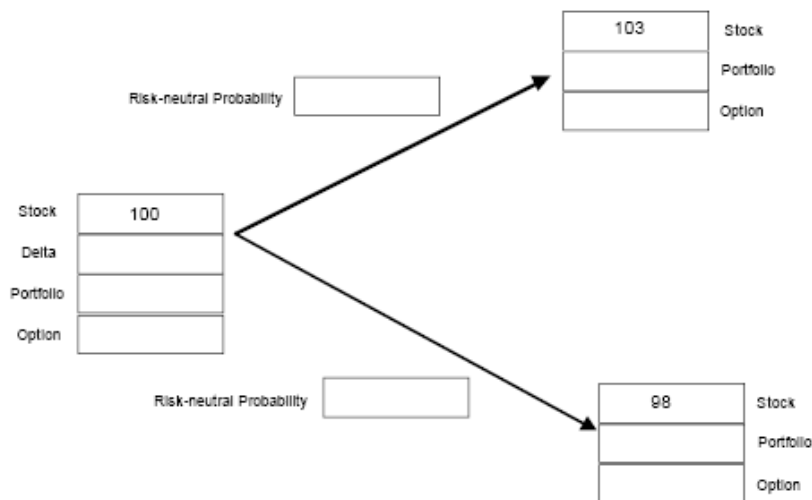 103 Stock
Portfolio
Risk-neutral Probability
Option
Stock 100
Delta
Portfolio
Option
Risk-neutral Probability
98 Stock
Portfolio
Option